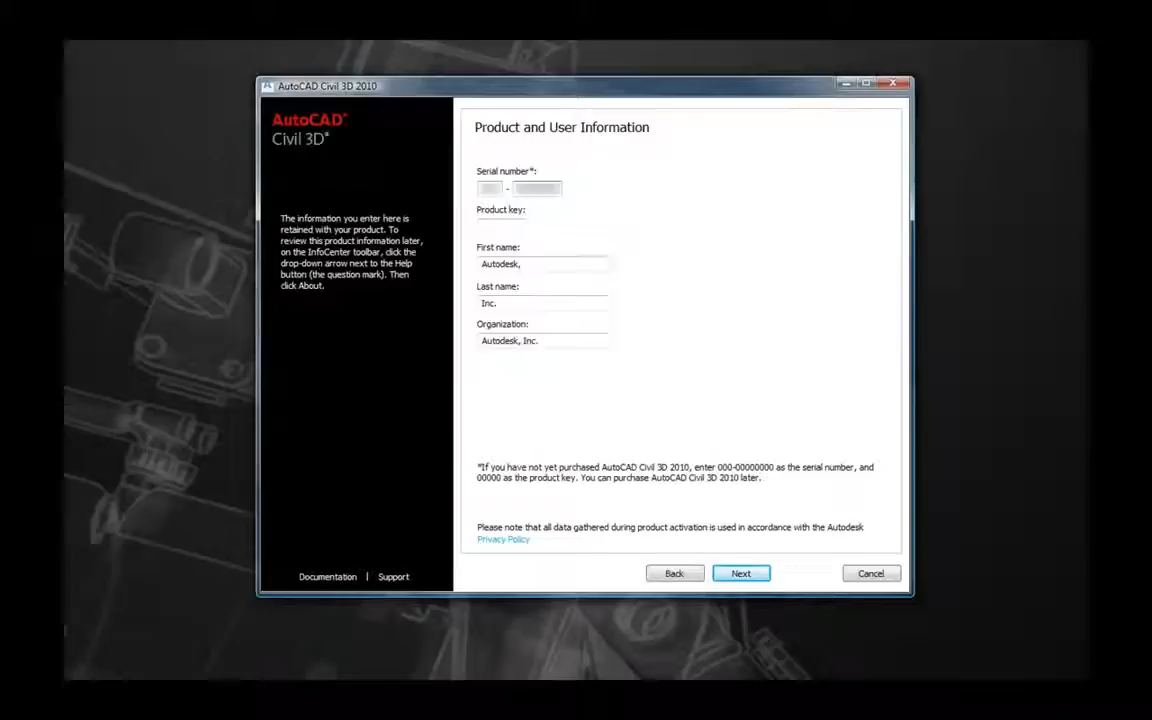 AutoCAD Civil 3D 2010
AutoCAD®
Civil 3D®
The information you enter here is
retained with your product. To
review this product information later,
on the InfoCenter toolbar, click the
drop-down arrow next to the Help
button (the question mark). Then
click About.
Documentation | Support
Product and User Information
Serial number*:
-
Product key:
First name:
Autodesk,
Last name:
Inc.
Organization:
Autodesk, Inc.
*If you have not yet purchased AutoCAD Civil 3D 2010, enter 000-00000000 as the serial number, and
00000 as the product key. You can purchase AutoCAD Civil 3D 2010 later.
Please note that all data gathered during product activation is used in accordance with the Autodesk
Privacy Policy
Back Next Cancel